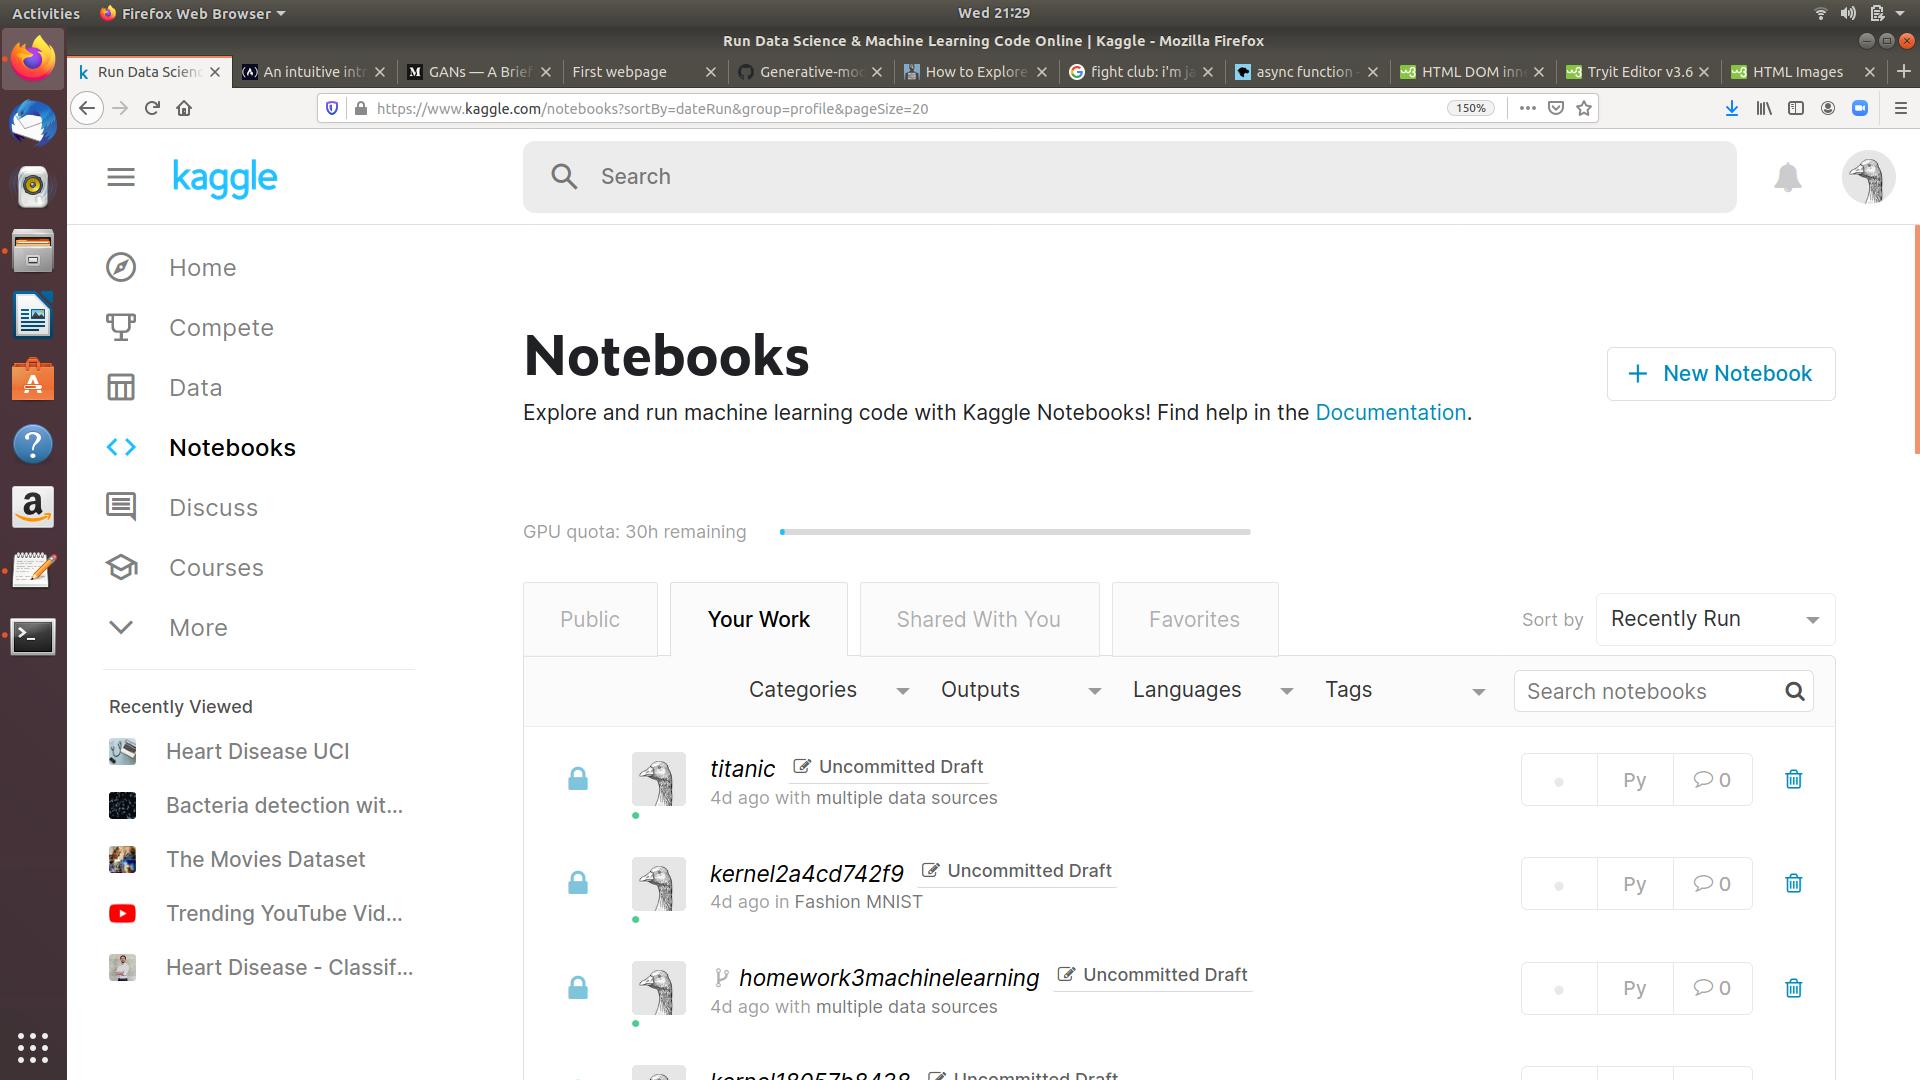 Activities
Firefox Web Browser
Wed 21:29
Run Data Science & Machine Learning Code Online | Kaggle - Mozilla Firefox
Run Data Scienc
An intuitive intr
GANs — A Brief
First webpage
Generative-mod
How to Explore
fight club: i'm ja
async function -
HTML DOM inne
Tryit Editor v3.6
HTML Images
https://www.kaggle.com/notebooks?sortBy=dateRun&group=profile&pageSize=20
150%
kaggle
Search
Home
Compete
Data
Notebooks
Discuss
Courses
More
Recently Viewed
Heart Disease UCI
Bacteria detection wit...
The Movies Dataset
Trending YouTube Vid...
Heart Disease - Classif...
Notebooks
Explore and run machine learning code with Kaggle Notebooks! Find help in the Documentation.
New Notebook
GPU quota: 30h remaining
Public
Your Work
Shared With You
Favorites
Sort by
Recently Run
Categories
Outputs
Languages
Tags
Search notebooks
titanic Uncommitted Draft
4d ago with multiple data sources
Py
0
kernel2a4cd742f9 Uncommitted Draft
4d ago in Fashion MNIST
Py
0
homework3machinelearning Uncommitted Draft
4d ago with multiple data sources
Py
0
kernel18057b8438 Uncommitted Draft